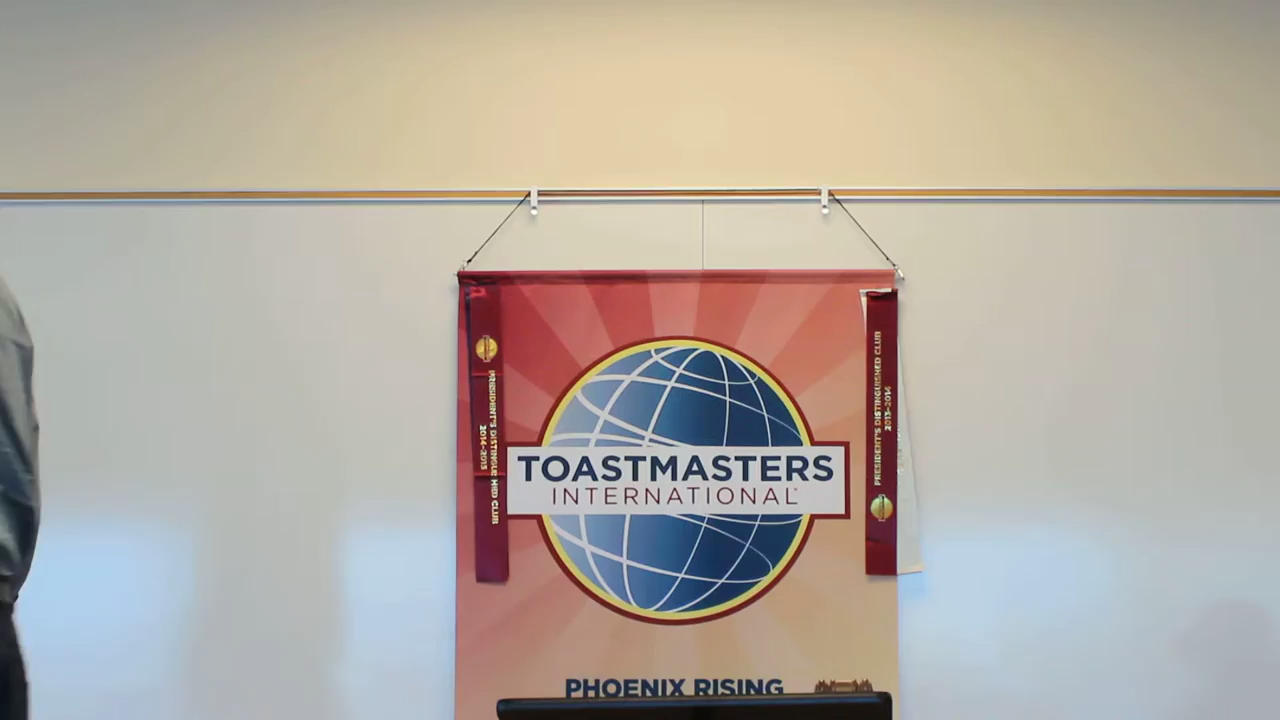 PRESIDENT'S DISTINGUISHED CLUB
2014-2015
TOASTMASTERS
INTERNATIONAL
PRESIDENT'S DISTINGUISHED CLUB
2013-2014
PHOENIX RISING